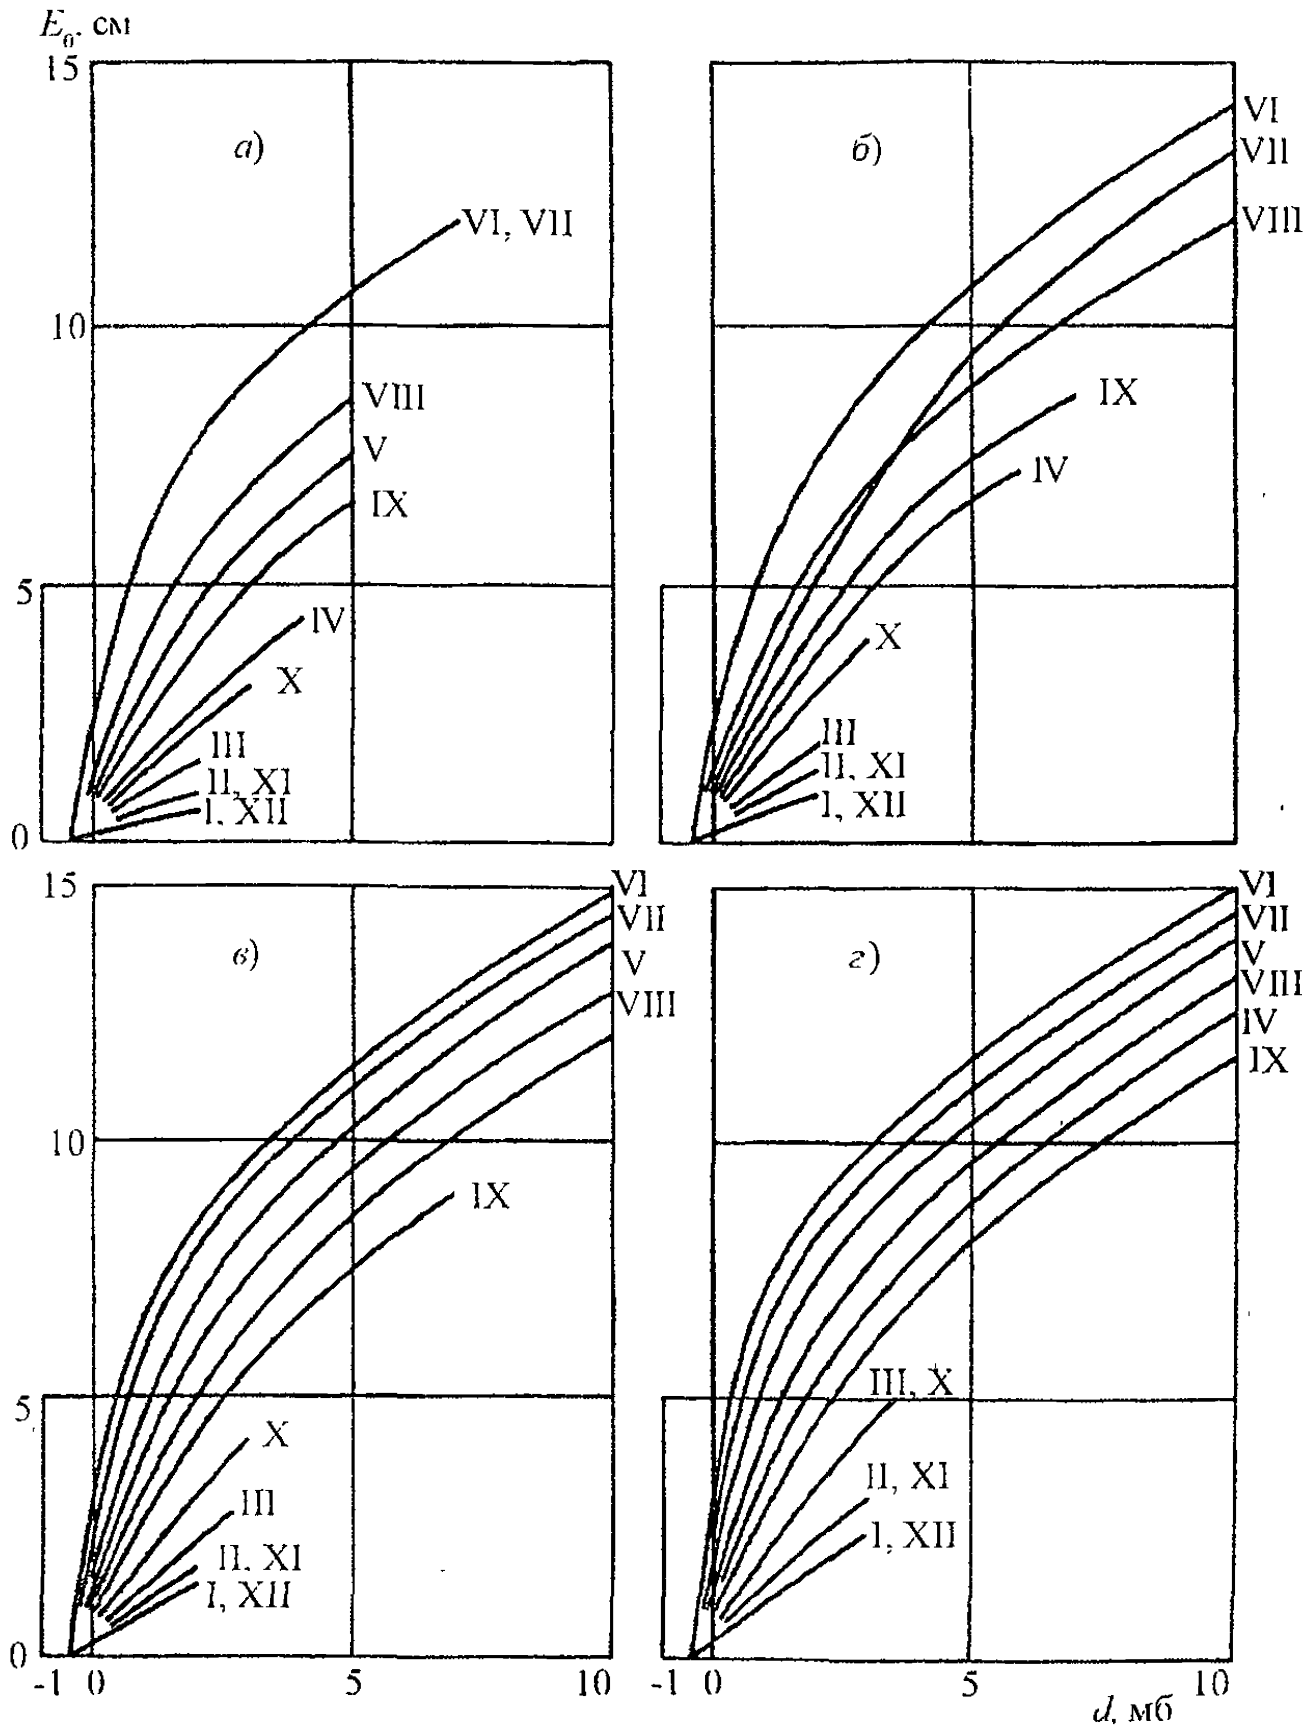 E₀, см
15
а)
б)
VI
VII
VI, VII
VIII
10
VIII
IX
V
IV
IX
5
IV
X
X
III
III
II, XI
II, XI
I, XII
I, XII
0
15
VI
VI
VII
VII
в)
г)
V
V
VIII
VIII
IV
IX
10
IX
5
III, X
X
II, XI
III
I, XII
II, XI
I, XII
0
-1 0 5 10 -1 0 5 10
d, мб